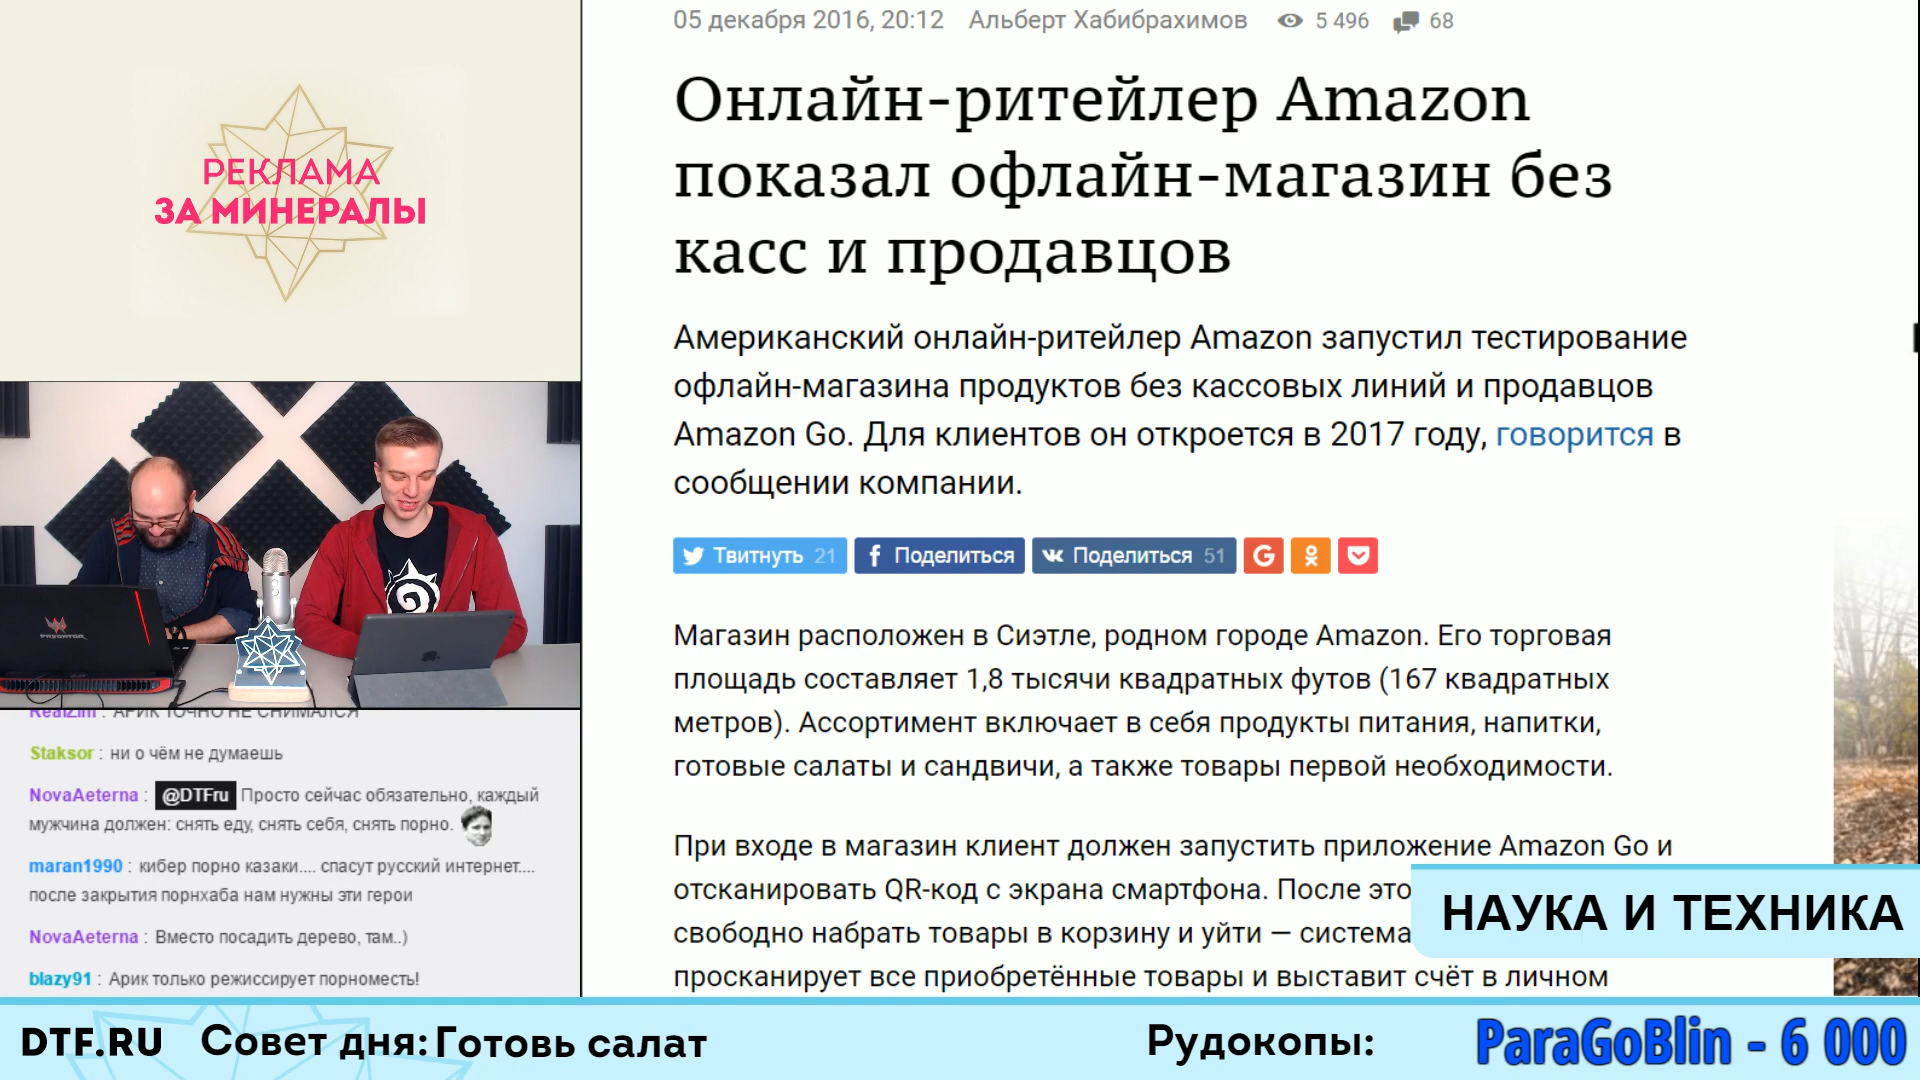 РЕКЛАМА
ЗА МИНЕРАЛЫ
PREDATOR
RealZim : АРИК ТОЧНО НЕ СНИМАЛСЯ
Staksor : ни о чём не думаешь
NovaAeterna : @DTFru Просто сейчас обязательно, каждый
мужчина должен: снять еду, снять себя, снять порно.
maran1990 : кибер порно казаки.... спасут русский интернет....
после закрытия порнхаба нам нужны эти герои
NovaAeterna : Вместо посадить дерево, там..)
blazy91 : Арик только режиссирует порноместь!
05 декабря 2016, 20:12 Альберт Хабибрахимов 5 496 68
Онлайн-ритейлер Amazon
показал офлайн-магазин без
касс и продавцов
Американский онлайн-ритейлер Amazon запустил тестирование
офлайн-магазина продуктов без кассовых линий и продавцов
Amazon Go. Для клиентов он откроется в 2017 году, говорится в
сообщении компании.
Твитнуть 21 Поделиться Поделиться 51
Магазин расположен в Сиэтле, родном городе Amazon. Его торговая
площадь составляет 1,8 тысячи квадратных футов (167 квадратных
метров). Ассортимент включает в себя продукты питания, напитки,
готовые салаты и сандвичи, а также товары первой необходимости.
При входе в магазин клиент должен запустить приложение Amazon Go и
отсканировать QR-код с экрана смартфона. После это
свободно набрать товары в корзину и уйти — система
просканирует все приобретённые товары и выставит счёт в личном
НАУКА И ТЕХНИКА
DTF.RU Совет дня: Готовь салат Рудокопы: ParaGoBlin - 6 000